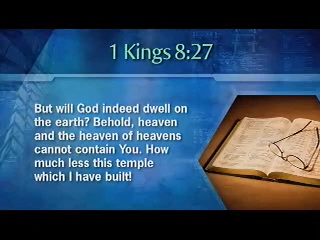 1 Kings 8:27
But will God indeed dwell on
the earth? Behold, heaven
and the heaven of heavens
cannot contain You. How
much less this temple
which I have built!